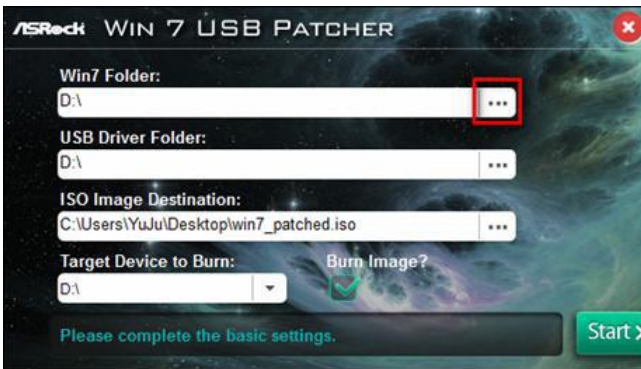 ASRock WIN 7 USB PATCHER
Win7 Folder:
D:\
...
USB Driver Folder:
D:\
...
ISO Image Destination:
C:\Users\YuJu\Desktop\win7_patched.iso
...
Target Device to Burn: Burn Image?
D:\
Please complete the basic settings.
Start